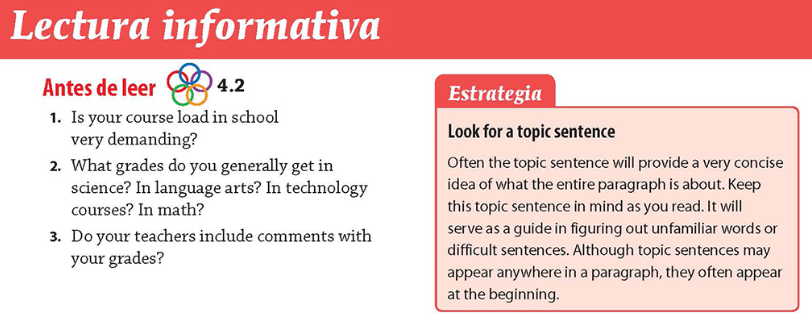 Lectura informativa
Antes de leer 4.2
1. Is your course load in school
very demanding?
2. What grades do you generally get in
science? In language arts? In technology
courses? In math?
3. Do your teachers include comments with
your grades?
Estrategia
Look for a topic sentence
Often the topic sentence will provide a very concise
idea of what the entire paragraph is about. Keep
this topic sentence in mind as you read. It will
serve as a guide in figuring out unfamiliar words or
difficult sentences. Although topic sentences may
appear anywhere in a paragraph, they often appear
at the beginning.